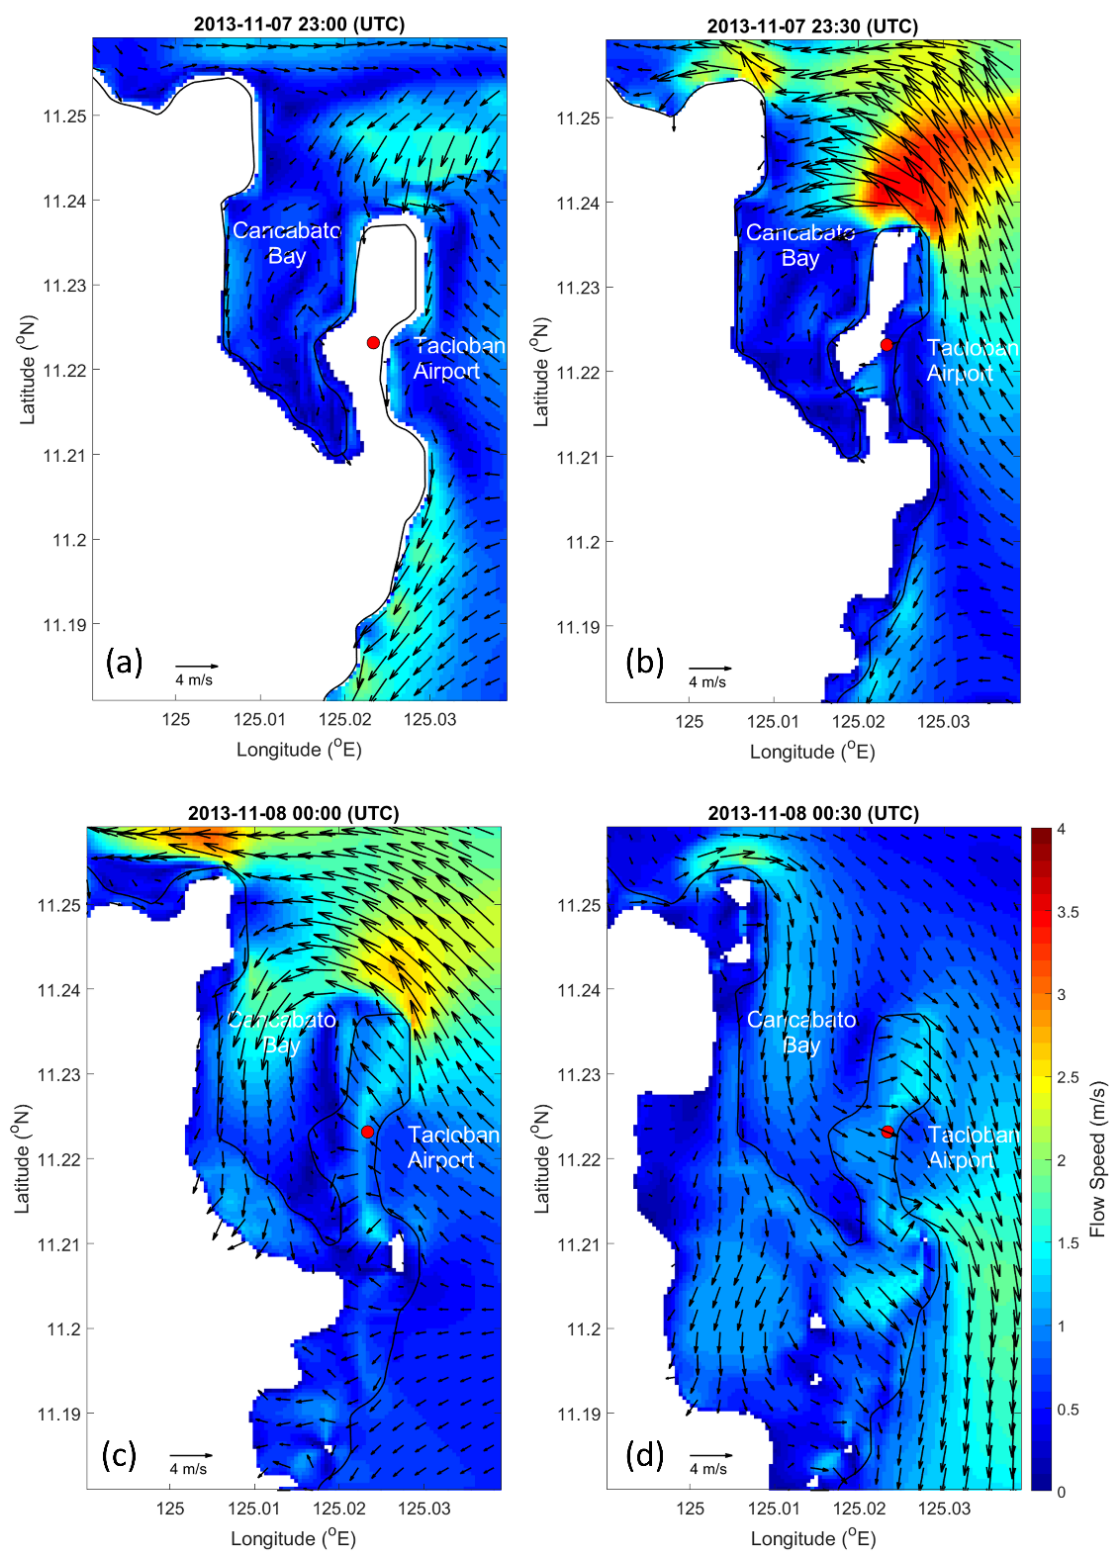 2013-11-07 23:00 (UTC)
11.25
11.24
11.23
11.22
11.21
11.2
11.19
Latitude (°N)
Cancabato
Bay
Tacloban
Airport
(a)
4 m/s
125
125.01
125.02
125.03
Longitude (°E)
2013-11-07 23:30 (UTC)
11.25
11.24
11.23
11.22
11.21
11.2
11.19
Latitude (°N)
Cancabato
Bay
Tacloban
Airport
(b)
4 m/s
125
125.01
125.02
125.03
Longitude (°E)
2013-11-08 00:00 (UTC)
11.25
11.24
11.23
11.22
11.21
11.2
11.19
Latitude (°N)
Cancabato
Bay
Tacloban
Airport
(c)
4 m/s
125
125.01
125.02
125.03
Longitude (°E)
2013-11-08 00:30 (UTC)
11.25
11.24
11.23
11.22
11.21
11.2
11.19
Latitude (°N)
Cancabato
Bay
Tacloban
Airport
(d)
4 m/s
125
125.01
125.02
125.03
Longitude (°E)
4
3.5
3
2.5
2
1.5
1
0.5
0
Flow Speed (m/s)